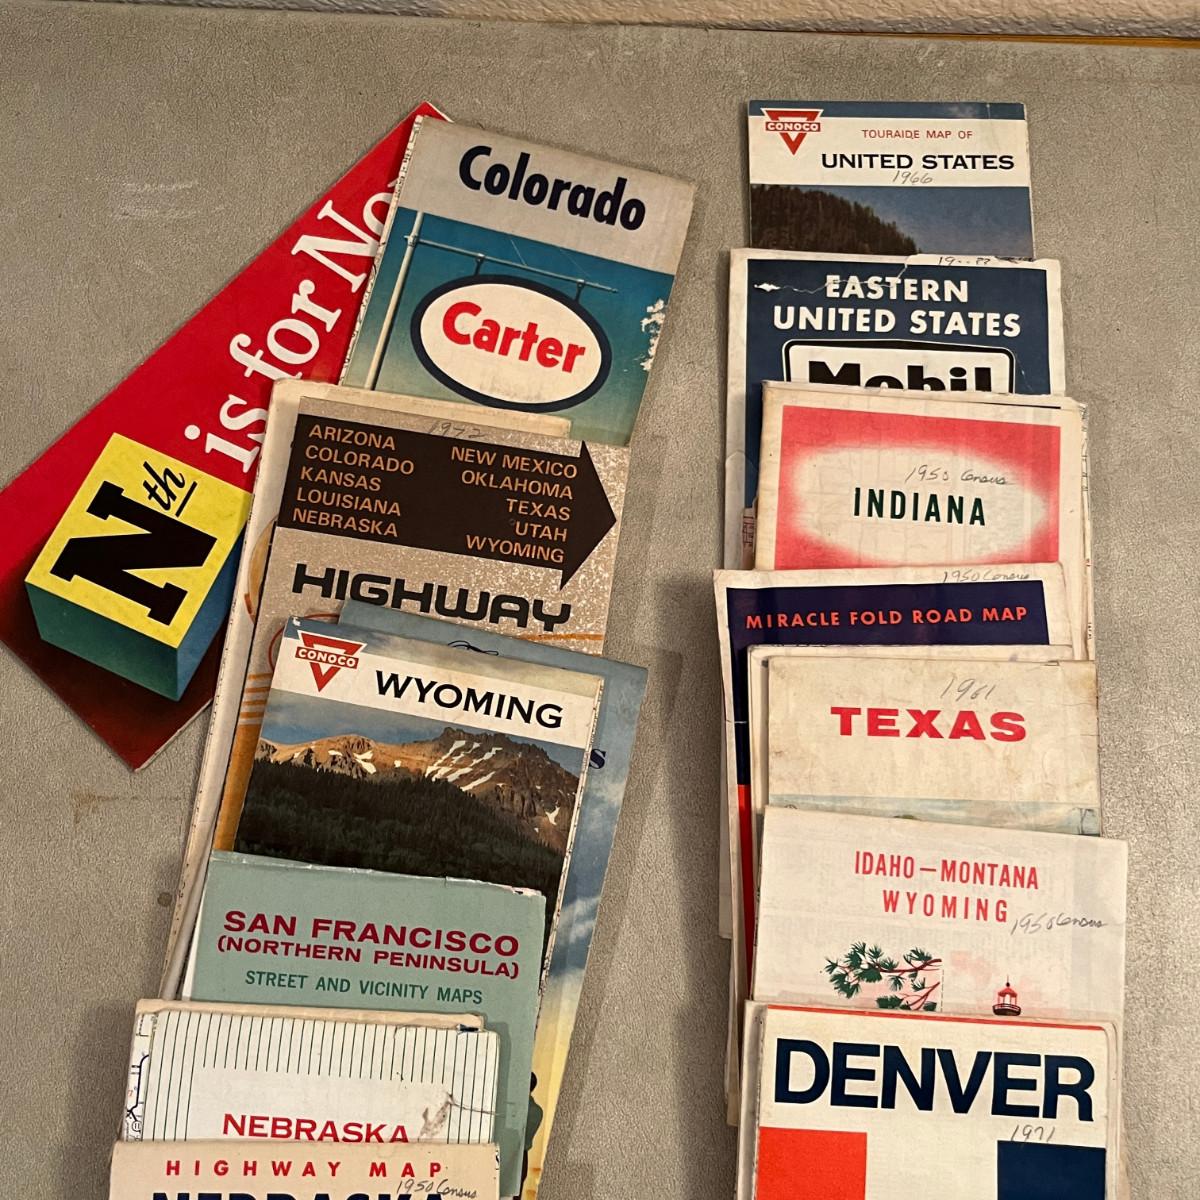 Nth
is for No
Colorado
Carter
1972
ARIZONA
COLORADO
KANSAS
LOUISIANA
NEBRASKA
NEW MEXICO
OKLAHOMA
TEXAS
UTAH
WYOMING
HIGHWAY
CONOCO
WYOMING
S
SAN FRANCISCO
(NORTHERN PENINSULA)
STREET AND VICINITY MAPS
NEBRASKA
HIGHWAY MAP
1950 Census
NEBRASKA
CONOCO
TOURAIDE MAP OF
UNITED STATES
1966
EASTERN
UNITED STATES
Mobil
1950 Census
INDIANA
1950 Census
MIRACLE FOLD ROAD MAP
1961
TEXAS
IDAHO—MONTANA
WYOMING
1950 Census
DENVER
1971